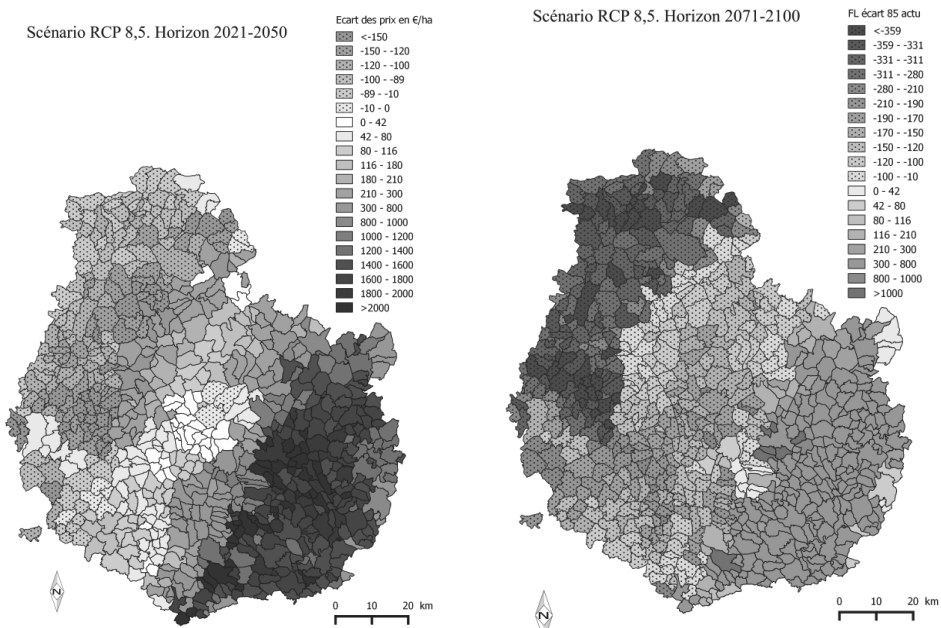 Scénario RCP 8,5. Horizon 2021-2050
Ecart des prix en €/ha
<-150
-150 - -120
-120 - -100
-100 - -89
-89 - -10
-10 - 0
0 - 42
42 - 80
80 - 116
116 - 180
180 - 210
210 - 300
300 - 800
800 - 1000
1000 - 1200
1200 - 1400
1400 - 1600
1600 - 1800
1800 - 2000
>2000
N
0 10 20 km
Scénario RCP 8,5. Horizon 2071-2100
FL écart 85 actu
<-359
-359 - -331
-331 - -311
-311 - -280
-280 - -210
-210 - -190
-190 - -170
-170 - -150
-150 - -120
-120 - -100
-100 - -10
0 - 42
42 - 80
80 - 116
116 - 210
210 - 300
300 - 800
800 - 1000
>1000
N
0 10 20 km